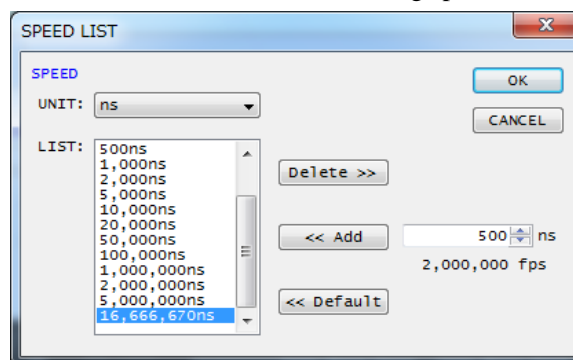 SPEED LIST
SPEED
UNIT: ns
LIST:
500ns
1,000ns
2,000ns
5,000ns
10,000ns
20,000ns
50,000ns
100,000ns
1,000,000ns
2,000,000ns
5,000,000ns
16,666,670ns
Delete >>
<< Add
<< Default
500 ns
2,000,000 fps
OK
CANCEL